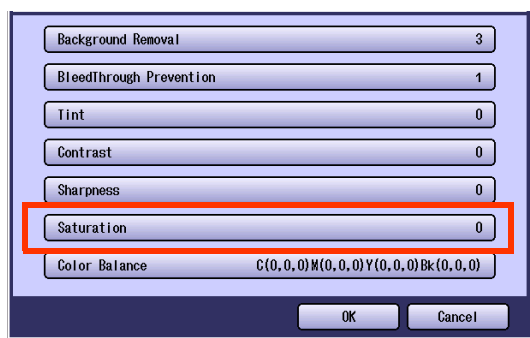 Background Removal 3
BleedThrough Prevention 1
Tint 0
Contrast 0
Sharpness 0
Saturation 0
Color Balance C(0,0,0)M(0,0,0)Y(0,0,0)Bk(0,0,0)
OK Cancel